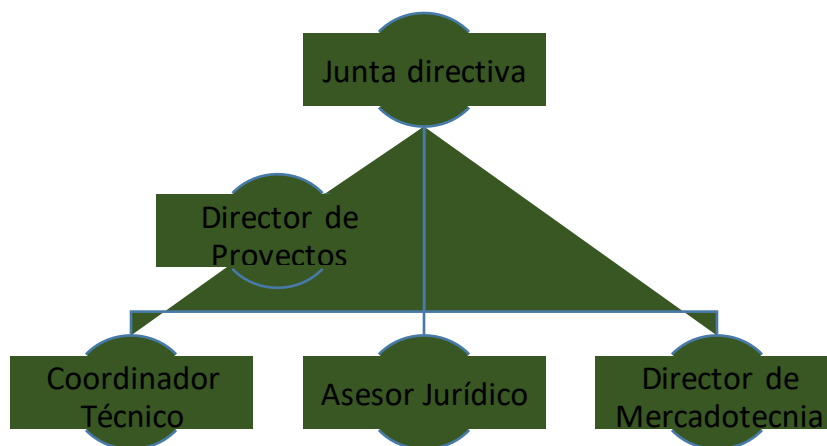 Junta directiva
Director de
Proyectos
Coordinador
Técnico
Asesor Jurídico
Director de
Mercadotecnia